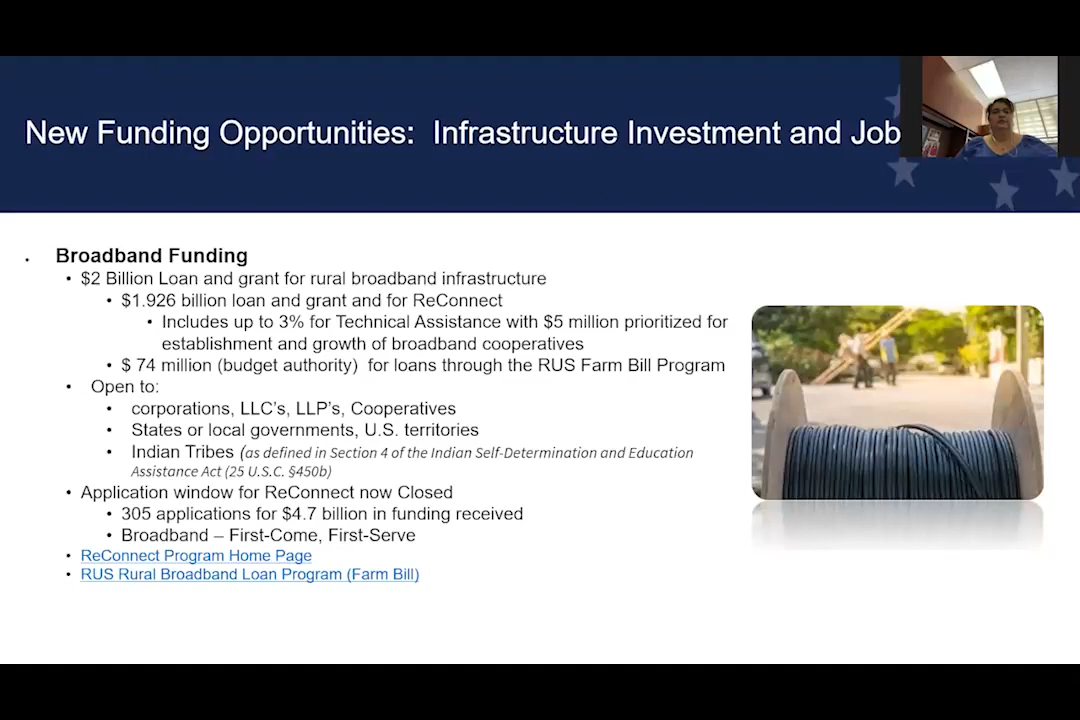 New Funding Opportunities: Infrastructure Investment and Job
Broadband Funding
$2 Billion Loan and grant for rural broadband infrastructure
$1.926 billion loan and grant and for ReConnect
Includes up to 3% for Technical Assistance with $5 million prioritized for
establishment and growth of broadband cooperatives
$ 74 million (budget authority) for loans through the RUS Farm Bill Program
Open to:
corporations, LLC's, LLP's, Cooperatives
States or local governments, U.S. territories
Indian Tribes (as defined in Section 4 of the Indian Self-Determination and Education
Assistance Act (25 U.S.C. §450b)
Application window for ReConnect now Closed
305 applications for $4.7 billion in funding received
Broadband – First-Come, First-Serve
ReConnect Program Home Page
RUS Rural Broadband Loan Program (Farm Bill)